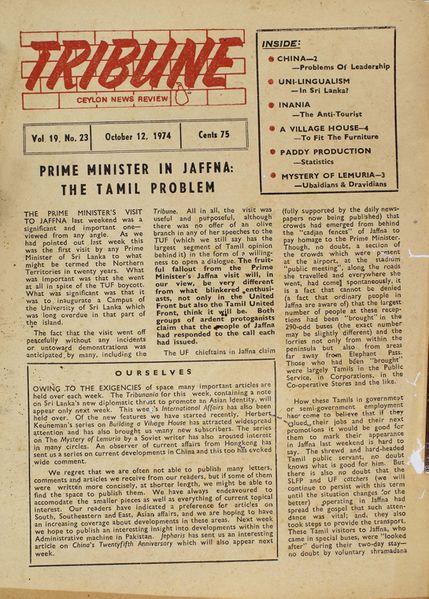 TRIBUNE
CEYLON NEWS REVIEW
Vol 19, No. 23
October 12, 1974
Cents 75
INSIDE:
CHINA—2
—Problems Of Leadership
UNI-LINGUALISM
—In Sri Lanka?
INANIA
—The Anti-Tourist
A VILLAGE HOUSE—4
—To Fit The Furniture
PADDY PRODUCTION
—Statistics
MYSTERY OF LEMURIA—3
—Ubaidians & Dravidians
PRIME MINISTER IN JAFFNA:
THE TAMIL PROBLEM
THE PRIME MINISTER'S VISIT
TO JAFFNA last weekend was a
significant and important one—
viewed from any angle. As we
had pointed out last week this
was the first visit by any Prime
Minister of Sri Lanka to what
might be termed the Northern
Territories in twenty years. What
was important was that she went
at all in spite of the TUF boycott.
What was significant was that it
was to inaugurate a Campus of
the University of Sri Lanka which
was long overdue in that part of
the island.
The fact that the visit went off
peacefully without any incidents
or untoward demonstrations was
anticipated by many, including the
Tribune. All in all, the visit was
useful and purposeful, although
there was no offer of an olive
branch in any of her speeches to the
TUF (which we still say has the
largest segment of Tamil opinion
behind it) in the form of a willing-
ness to open a dialogue. The fruit-
ful fallout from the Prime
Minister's Jaffna visit will, in
our view, be very different
from what blinkered enthusi-
asts, not only in the United
Front but also the Tamil United
Front, think it will be. Both
groups of ardent protagonists
claim that the people of Jaffna
had responded to the call each
had issued.
The UF chieftains in Jaffna claim
(fully supported by the daily news-
papers now being published) that
crowds had emerged from behind
the "cadjan fences" of Jaffna to
pay homage to the Prime Minister.
Though, no doubt, a section of
the crowds which were present
at the airport, at the stadium
"public meeting", along the roads
she travelled and everywhere she
went, had come spontaneously, it
is a fact that cannot be denied
(a fact that ordinary people in
Jaffna are aware of) that the largest
number of people at these recep-
tions had been "brought" in the
290-odd buses (the exact number
may be slightly different) and the
lorries not only from within the
peninsula but also from areas
far away from Elephant Pass.
Those who had been "brought"
were largely Tamils in the Public
Service, in Corporations, in the
Co-operative Stores and the like.
How these Tamils in government
or semi-government employment
had come to believe that if they
valued their jobs and their next
promotions it would be good for
them to mark their appearance
in Jaffna last weekend is hard to
say. The shrewd and hard-headed
Tamil public servant, no doubt
knows what is good for him. But
there is also no doubt that the
SLFP and UF catchers (we will
continue to persist with this term
until the situation changes for the
better) operating in Jaffna had
spread the gospel that such atten-
dance was vital; and, they also
took steps to provide the transport.
These Tamil visitors to Jaffna, who
came in special buses, were "looked
after" during their two-day stay—
no doubt by voluntary shramadana
OURSELVES
OWING TO THE EXIGENCIES of space many important articles are
held over each week. The Tribunania for this week, containing a note
on Sri Lanka's new diplomatic thrust to promote an Asian Identity, will
appear only next week. This week's International Affairs has also been
held over. Of the new features we have started recently, Herbert
Keuneman's series on Building a Village House has attracted widespread
attention and has also brought us many new subscribers. The series
on The Mystery of Lemuria by a Soviet writer has also aroused interest
in many circles. An observer of current affairs from Hongkong has
sent us a series on current developments in China and this too has evoked
wide comment.
We regret that we are often not able to publish many letters,
comments and articles we receive from our readers, but if some of them
were written more concisely, at shorter length, we might be able to
find the space to publish them. We have always endeavoured to
accomodate the smaller pieces as well as everything of current topical
interest. Our readers have indicated a preference for articles on
South, Southeastern and East, Asian affairs, and we are hoping to have
an increasing coverage about developments in these areas. Next week
we hope to publish an interesting insight into developments within the
Administrative machine in Pakistan. Jepharis has sent us an interesting
article on China's Twentyfifth Anniversary which will also appear next
week.